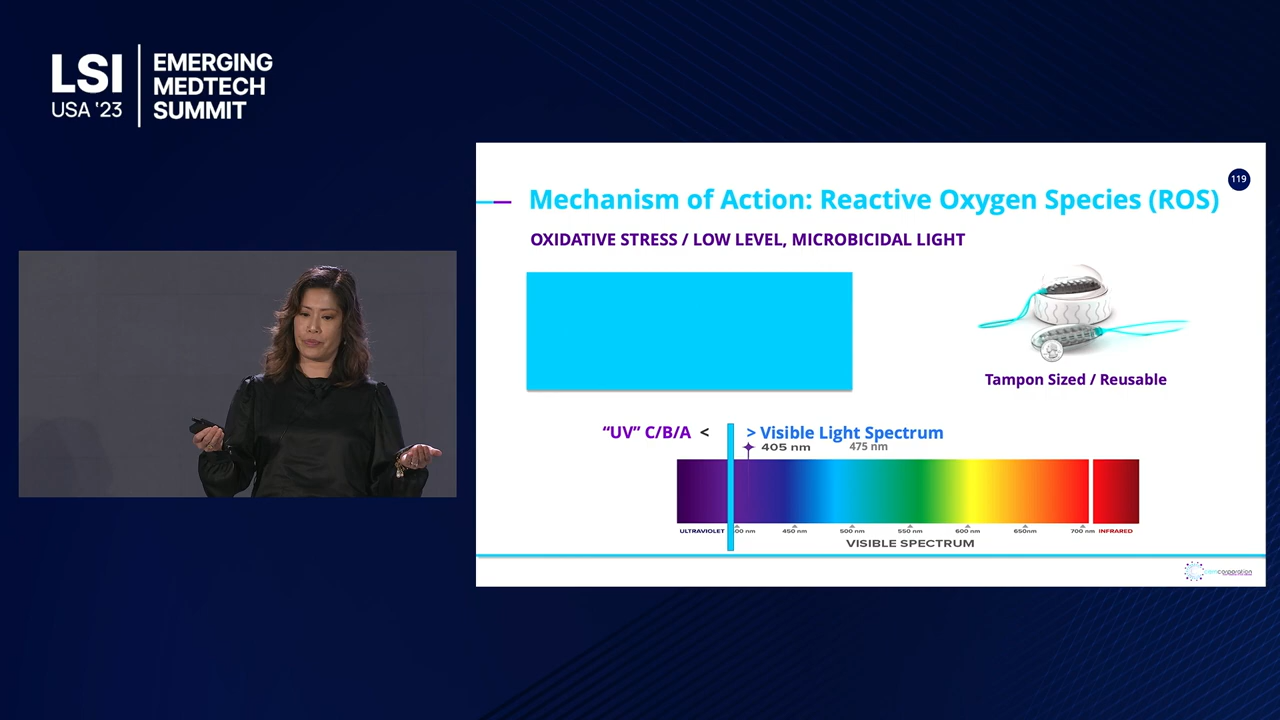 LSI
USA '23
EMERGING
MEDTECH
SUMMIT
119
Mechanism of Action: Reactive Oxygen Species (ROS)
OXIDATIVE STRESS / LOW LEVEL, MICROBICIDAL LIGHT
Tampon Sized / Reusable
“UV” C/B/A < > Visible Light Spectrum
405 nm 475 nm
ULTRAVIOLET 00 nm 450 nm 500 nm 550 nm 600 nm 650nm 700 nm INFRARED
VISIBLE SPECTRUM